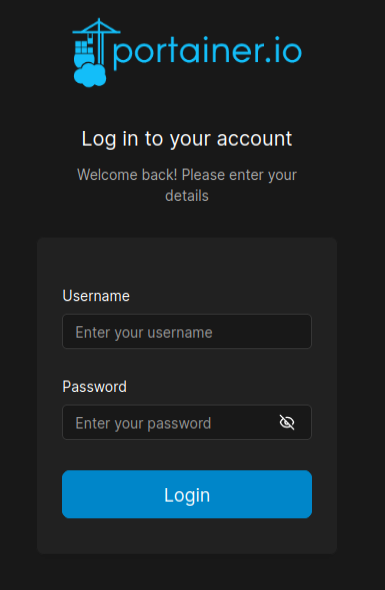 portainer.io
Log in to your account
Welcome back! Please enter your
details
Username
Enter your username
Password
Enter your password
Login